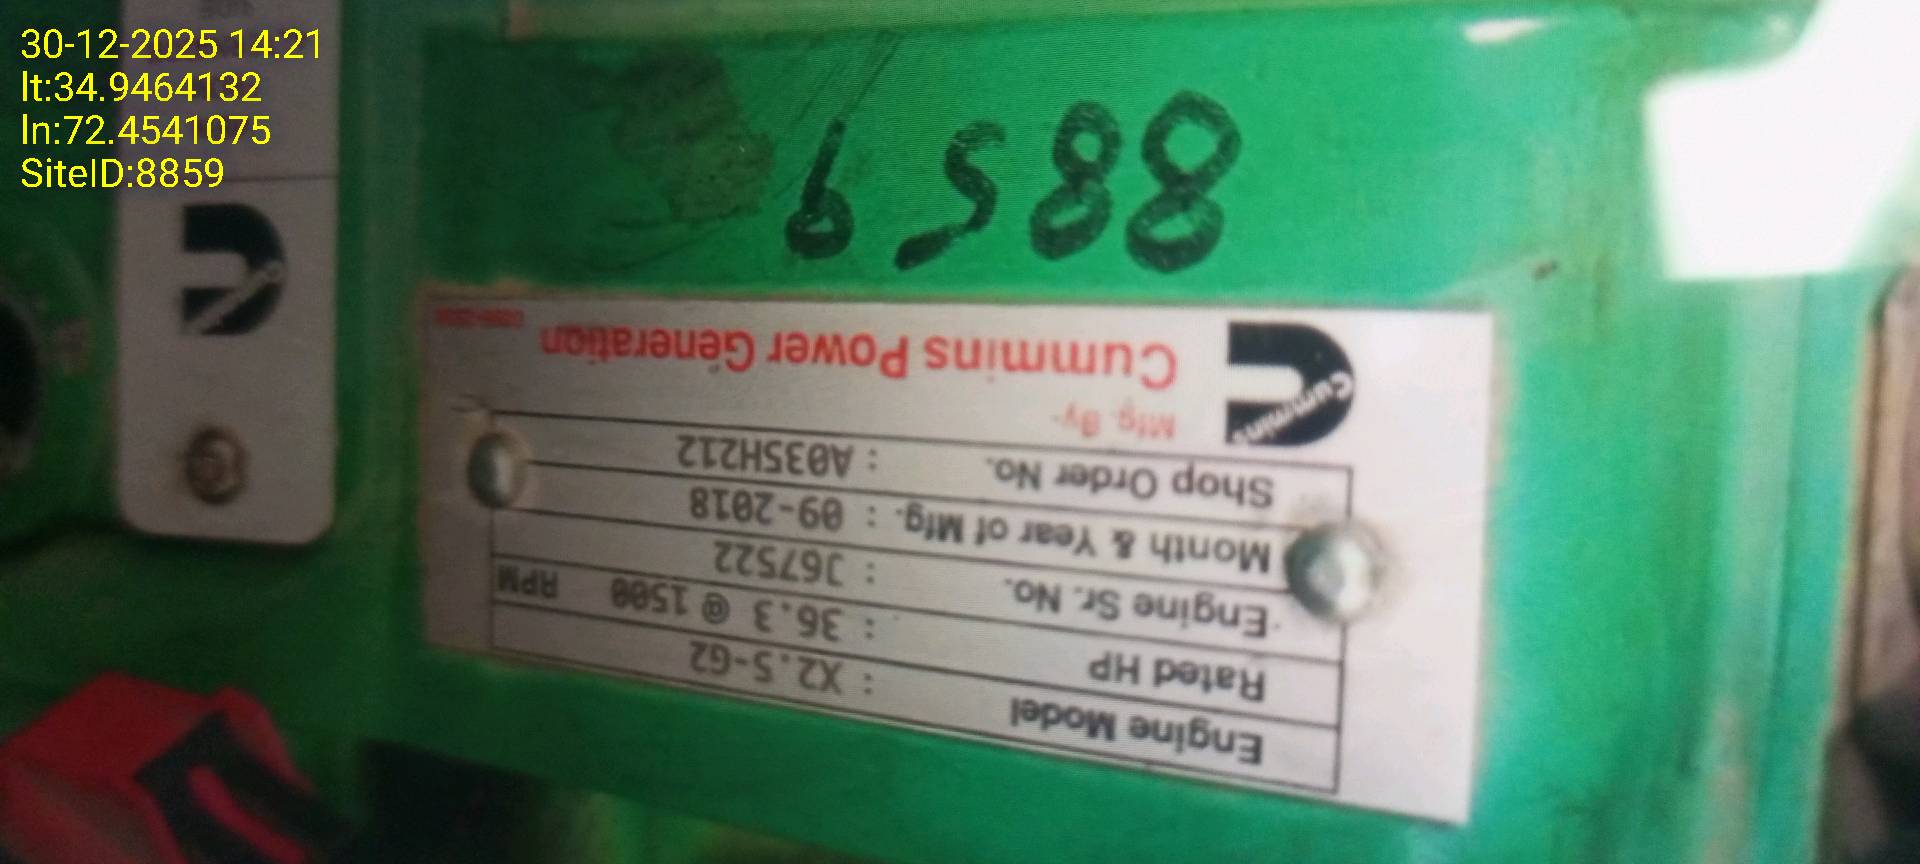 30-12-2025 14:21
lt:34.9464132
ln:72.4541075
SiteID:8859
8859
Cummins
Mfg. By-
Cummins Power Generation
Shop Order No. : A03SH212
Month & Year of Mfg. : 09-2018
Engine Sr. No. : J67522
Rated HP : 36.3 @ 1500 RPM
Engine Model : X2.5-G2